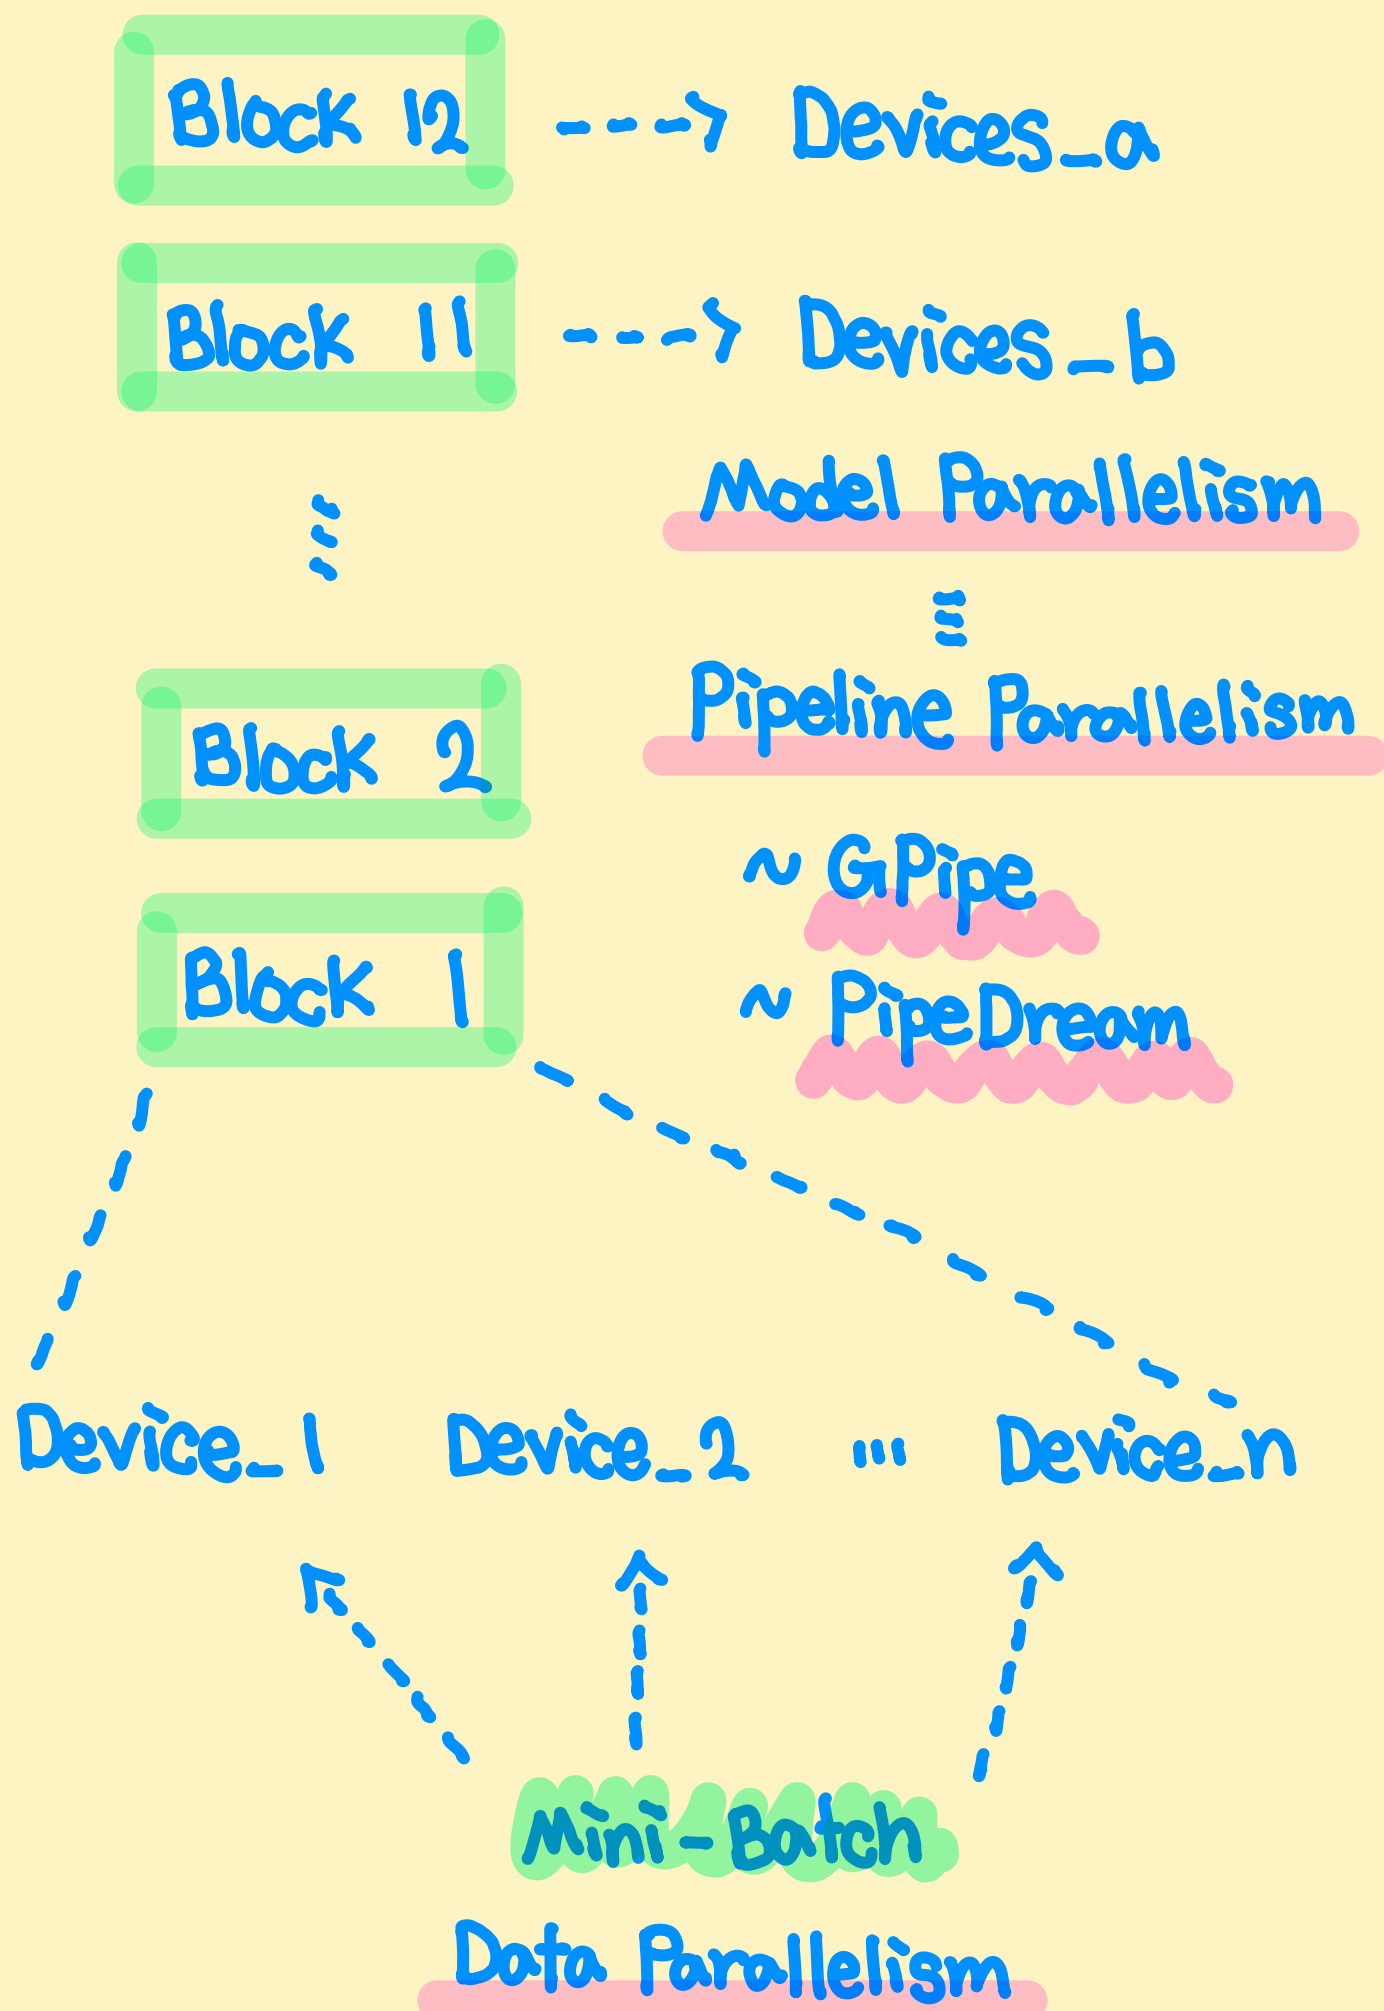 Block 12 ---> Devices_a
Block 11 ---> Devices_b
Model Parallelism
≡
Pipeline Parallelism
Block 2
~ GPipe
Block 1
~ PipeDream
Device_1 Device_2 ... Device_n
Mini-Batch
Data Parallelism